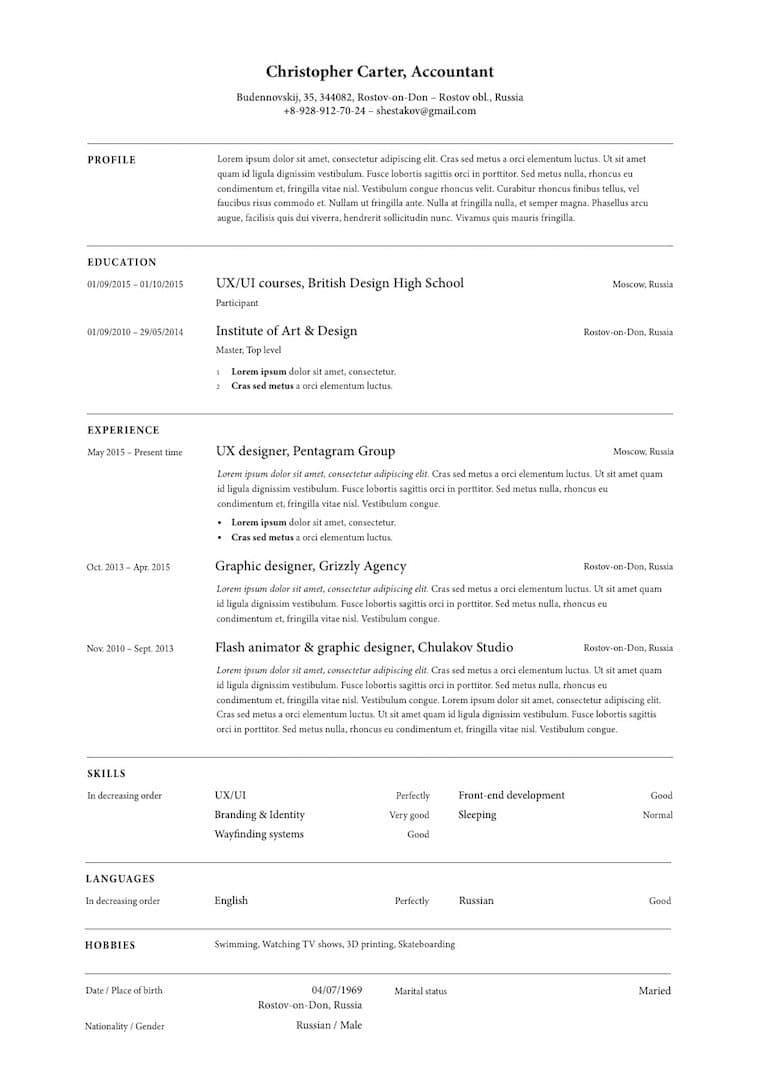 Christopher Carter, Accountant
Budennovskij, 35, 344082, Rostov-on-Don – Rostov obl., Russia
+8-928-912-70-24 – shestakov@gmail.com
PROFILE
Lorem ipsum dolor sit amet, consectetur adipiscing elit. Cras sed metus a orci elementum luctus. Ut sit amet
quam id ligula dignissim vestibulum. Fusce lobortis sagittis orci in porttitor. Sed metus nulla, rhoncus eu
condimentum et, fringilla vitae nisl. Vestibulum congue rhoncus velit. Curabitur rhoncus finibus tellus, vel
faucibus risus commodo et. Nullam ut fringilla ante. Nulla at fringilla nulla, et semper magna. Phasellus arcu
augue, facilisis quis dui viverra, hendrerit sollicitudin nunc. Vivamus quis mauris fringilla.
EDUCATION
01/09/2015 – 01/10/2015 UX/UI courses, British Design High School Moscow, Russia
Participant
01/09/2010 – 29/05/2014 Institute of Art & Design Rostov-on-Don, Russia
Master, Top level
1 Lorem ipsum dolor sit amet, consectetur.
2 Cras sed metus a orci elementum luctus.
EXPERIENCE
May 2015 – Present time UX designer, Pentagram Group Moscow, Russia
Lorem ipsum dolor sit amet, consectetur adipiscing elit. Cras sed metus a orci elementum luctus. Ut sit amet quam
id ligula dignissim vestibulum. Fusce lobortis sagittis orci in porttitor. Sed metus nulla, rhoncus eu
condimentum et, fringilla vitae nisl. Vestibulum congue.
• Lorem ipsum dolor sit amet, consectetur.
• Cras sed metus a orci elementum luctus.
Oct. 2013 – Apr. 2015 Graphic designer, Grizzly Agency Rostov-on-Don, Russia
Lorem ipsum dolor sit amet, consectetur adipiscing elit. Cras sed metus a orci elementum luctus. Ut sit amet quam
id ligula dignissim vestibulum. Fusce lobortis sagittis orci in porttitor. Sed metus nulla, rhoncus eu
condimentum et, fringilla vitae nisl. Vestibulum congue.
Nov. 2010 – Sept. 2013 Flash animator & graphic designer, Chulakov Studio Rostov-on-Don, Russia
Lorem ipsum dolor sit amet, consectetur adipiscing elit. Cras sed metus a orci elementum luctus. Ut sit amet quam
id ligula dignissim vestibulum. Fusce lobortis sagittis orci in porttitor. Sed metus nulla, rhoncus eu
condimentum et, fringilla vitae nisl. Vestibulum congue. Lorem ipsum dolor sit amet, consectetur adipiscing elit.
Cras sed metus a orci elementum luctus. Ut sit amet quam id ligula dignissim vestibulum. Fusce lobortis sagittis
orci in porttitor. Sed metus nulla, rhoncus eu condimentum et, fringilla vitae nisl. Vestibulum congue.
SKILLS
In decreasing order UX/UI Perfectly Front-end development Good
Branding & Identity Very good Sleeping Normal
Wayfinding systems Good
LANGUAGES
In decreasing order English Perfectly Russian Good
HOBBIES Swimming, Watching TV shows, 3D printing, Skateboarding
Date / Place of birth 04/07/1969 Marital status Maried
Rostov-on-Don, Russia
Nationality / Gender Russian / Male